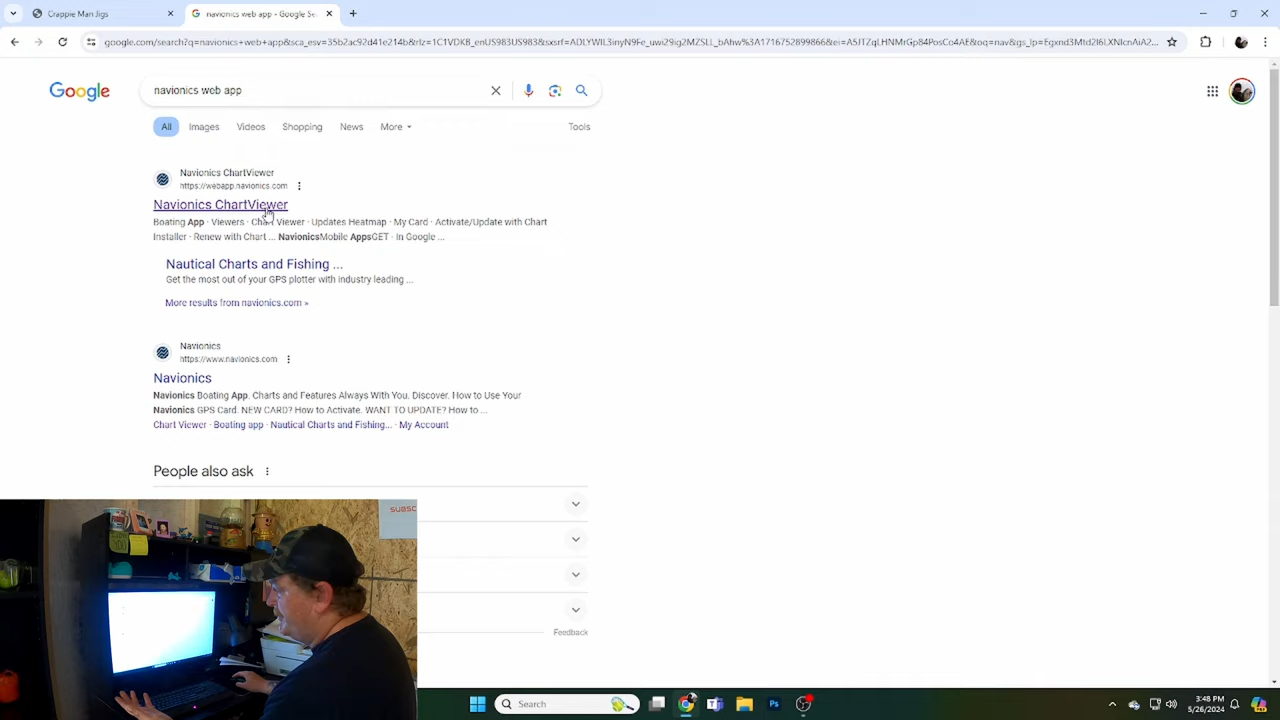 Crappie Man Jigs
navionics web app - Google Se
google.com/search?q=navionics+web+app&sca_esv=35b2ac92d41e214b&rlz=1C1VDKB_enUS983US983&sxsrf=
Google
navionics web app
All Images Videos Shopping News More Tools
Navionics ChartViewer
https://webapp.navionics.com
Navionics ChartViewer
Boating App · Viewers · Chart Viewer · Updates Heatmap · My Card · Activate/Update with Chart
Installer · Renew with Chart ... NavionicsMobile AppsGET · In Google ...
Nautical Charts and Fishing ...
Get the most out of your GPS plotter with industry leading ...
More results from navionics.com »
Navionics
https://www.navionics.com
Navionics
Navionics Boating App. Charts and Features Always With You. Discover. How to Use Your
Navionics GPS Card. NEW CARD? How to Activate. WANT TO UPDATE? How to ...
Chart Viewer · Boating app · Nautical Charts and Fishing... · My Account
People also ask
SUBSC
Feedback
Search
3:48 PM
5/26/2024